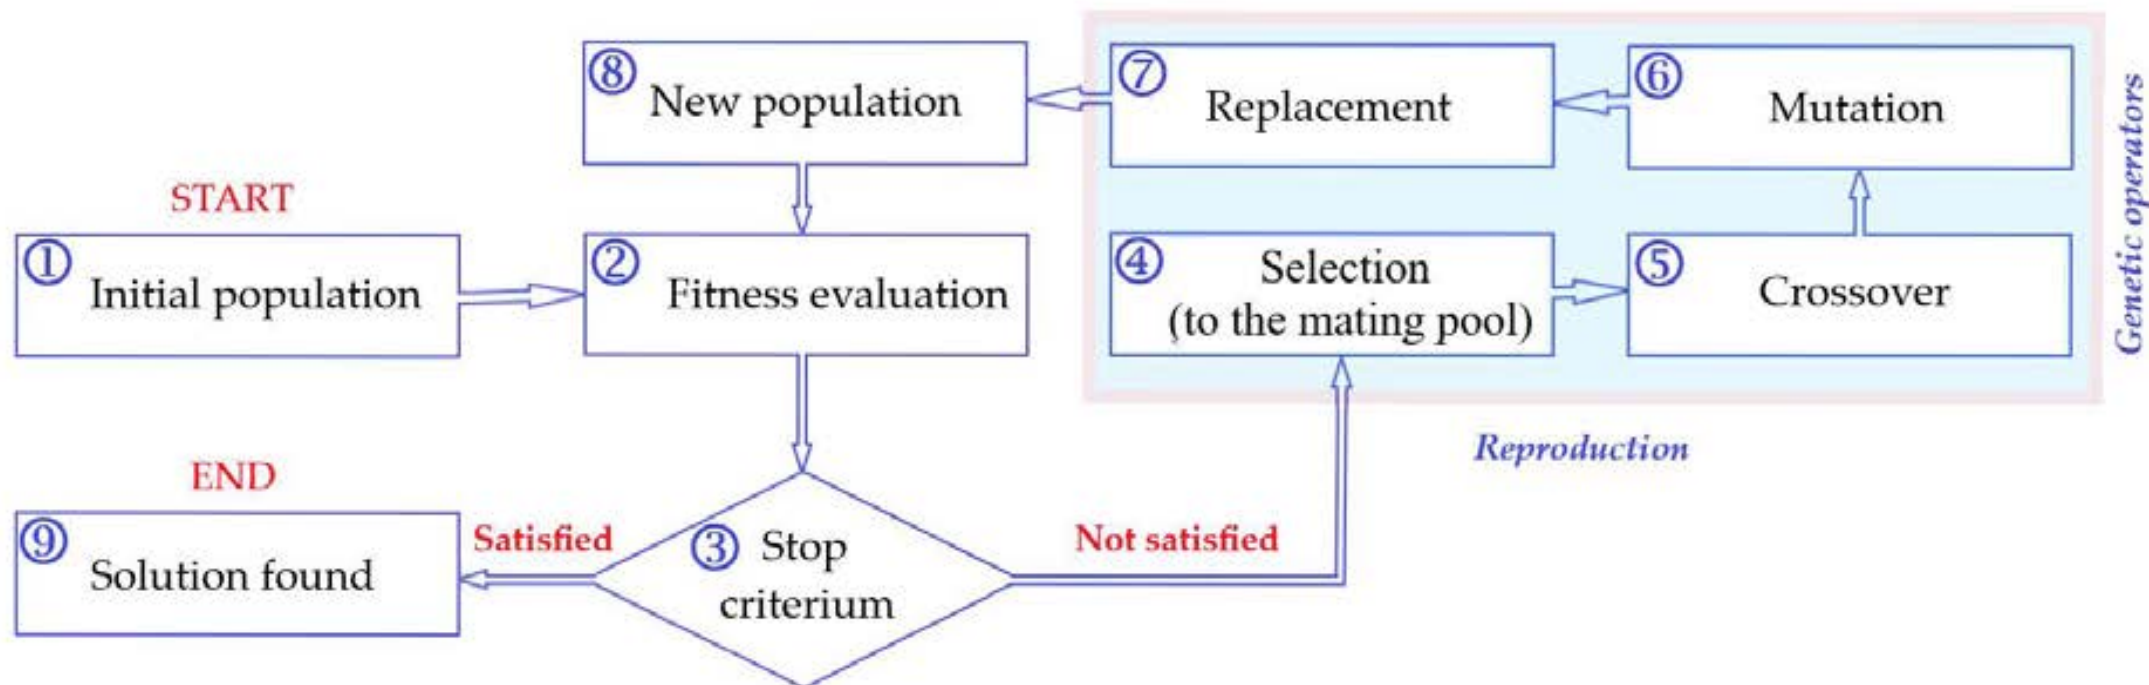 ⑧ New population
⑦ Replacement
⑥ Mutation
Genetic operators
START
① Initial population
② Fitness evaluation
④ Selection
(to the mating pool)
⑤ Crossover
Reproduction
END
⑨ Solution found
Satisfied
③ Stop
criterium
Not satisfied